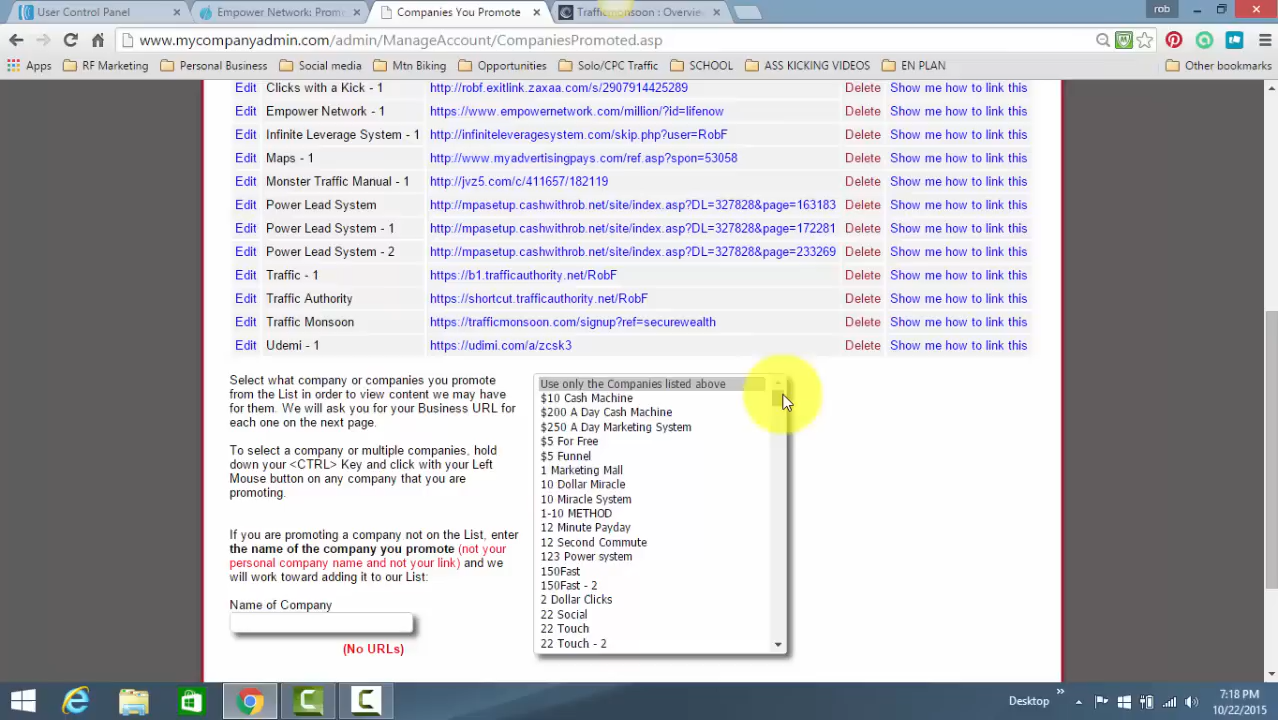 User Control Panel
Empower Network: Promo
Companies You Promote
Trafficmonsoon : Overvie
rob
www.mycompanyadmin.com/admin/ManageAccount/CompaniesPromoted.asp
Apps RF Marketing Personal Business Social media Mtn Biking Opportunities Solo/CPC Traffic SCHOOL ASS KICKING VIDEOS EN PLAN Other bookmarks
Edit Clicks with a Kick - 1 http://robf.exitlink.zaxaa.com/s/2907914425289 Delete Show me how to link this
Edit Empower Network - 1 https://www.empowernetwork.com/million/?id=lifenow Delete Show me how to link this
Edit Infinite Leverage System - 1 http://infiniteleveragesystem.com/skip.php?user=RobF Delete Show me how to link this
Edit Maps - 1 http://www.myadvertisingpays.com/ref.asp?spon=53058 Delete Show me how to link this
Edit Monster Traffic Manual - 1 http://jvz5.com/c/411657/182119 Delete Show me how to link this
Edit Power Lead System http://mpasetup.cashwithrob.net/site/index.asp?DL=327828&page=163183 Delete Show me how to link this
Edit Power Lead System - 1 http://mpasetup.cashwithrob.net/site/index.asp?DL=327828&page=172281 Delete Show me how to link this
Edit Power Lead System - 2 http://mpasetup.cashwithrob.net/site/index.asp?DL=327828&page=233269 Delete Show me how to link this
Edit Traffic - 1 https://b1.trafficauthority.net/RobF Delete Show me how to link this
Edit Traffic Authority https://shortcut.trafficauthority.net/RobF Delete Show me how to link this
Edit Traffic Monsoon https://trafficmonsoon.com/signup?ref=securewealth Delete Show me how to link this
Edit Udemi - 1 https://udimi.com/a/zcsk3 Delete Show me how to link this
Select what company or companies you promote
from the List in order to view content we may have
for them. We will ask you for your Business URL for
each one on the next page.
To select a company or multiple companies, hold
down your <CTRL> Key and click with your Left
Mouse button on any company that you are
promoting.
If you are promoting a company not on the List, enter
the name of the company you promote (not your
personal company name and not your link) and we
will work toward adding it to our List:
Name of Company
(No URLs)
Use only the Companies listed above
$10 Cash Machine
$200 A Day Cash Machine
$250 A Day Marketing System
$5 For Free
$5 Funnel
1 Marketing Mall
10 Dollar Miracle
10 Miracle System
1-10 METHOD
12 Minute Payday
12 Second Commute
123 Power system
150Fast
150Fast - 2
2 Dollar Clicks
22 Social
22 Touch
22 Touch - 2
Desktop
7:18 PM
10/22/2015